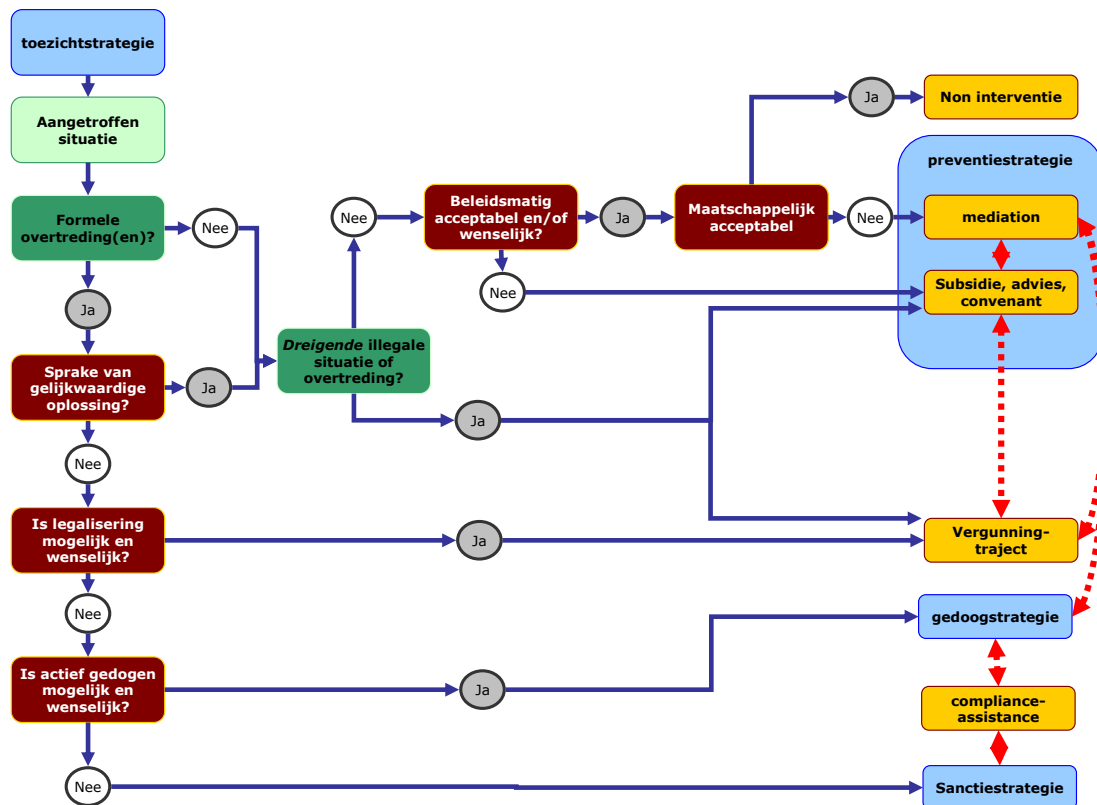 toezichtstrategie
Aangetroffen
situatie
Formele
overtreding(en)?
Nee
Ja
Sprake van
gelijkwaardige
oplossing?
Ja
Nee
Is legalisering
mogelijk en
wenselijk?
Ja
Nee
Is actief gedogen
mogelijk en
wenselijk?
Ja
Nee
Dreigende illegale
situatie of
overtreding?
Nee
Ja
Beleidsmatig
acceptabel en/of
wenselijk?
Ja
Nee
Maatschappelijk
acceptabel
Ja
Nee
Non interventie
preventiestrategie
mediation
Subsidie, advies,
convenant
Vergunning-
traject
gedoogstrategie
compliance-
assistance
Sanctiestrategie